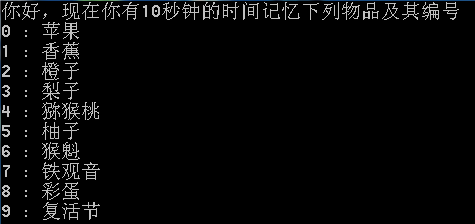 你好，现在你有10秒钟的时间记忆下列物品及其编号
0 : 苹果
1 : 香蕉
2 : 橙子
3 : 梨子
4 : 猕猴桃
5 : 柚子
6 : 猴魁
7 : 铁观音
8 : 彩蛋
9 : 复活节